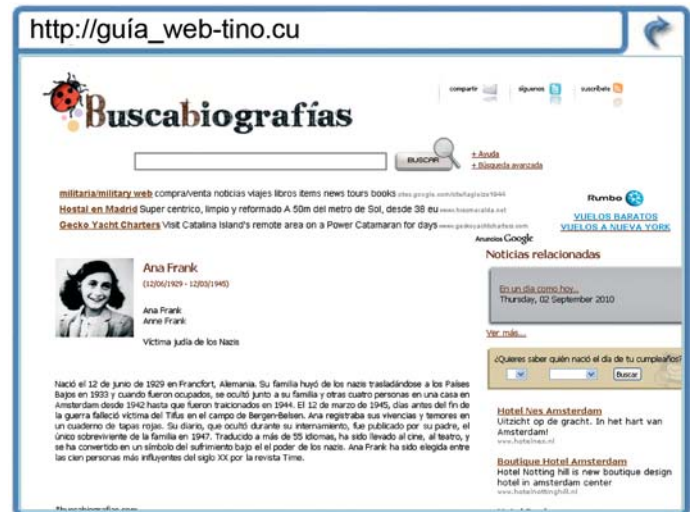 http://guía_web-tino.cu
Buscabiografías
compartir síguenos suscríbete
BUSCAR
+ Ayuda
+ Búsqueda avanzada
militaria/military web compra/venta noticias viajes libros items news tours books
Hostal en Madrid Super centrico, limpio y reformado A 50m del metro de Sol, desde 38 eu
Gecko Yacht Charters Visit Catalina Island's remote area on a Power Catamaran for days
Anuncios Google
Rumbo
VUELOS BARATOS
VUELOS A NUEVA YORK
Ana Frank
(12/06/1929 - 12/03/1945)
Ana Frank
Anne Frank
Víctima judía de los Nazis
Nació el 12 de junio de 1929 en Francfort, Alemania. Su familia huyó de los nazis trasladándose a los Países
Bajos en 1933 y cuando fueron ocupados, se ocultó junto a su familia y otras cuatro personas en una casa en
Amsterdam desde 1942 hasta que fueron traicionados en 1944. El 12 de marzo de 1945, días antes del fin de
la guerra falleció víctima del Tifus en el campo de Bergen-Belsen. Ana registraba sus vivencias y temores en
un cuaderno de tapas rojas. Su diario, que ocultó durante su internamiento, fue publicado por su padre, el
único sobreviviente de la familia en 1947. Traducido a más de 55 idiomas, ha sido llevado al cine, al teatro, y
se ha convertido en un símbolo del sufrimiento bajo el el poder de los nazis. Ana Frank ha sido elegida entre
las cien personas más influyentes del siglo XX por la revista Time.
Noticias relacionadas
En un día como hoy...
Thursday, 02 September 2010
Ver más...
¿Quieres saber quién nació el día de tu cumpleaños?
Buscar
Hotel Nes Amsterdam
Uitzicht op de gracht. In het hart van
Amsterdam!
www.hotelnes.nl
Boutique Hotel Amsterdam
Hotel Notting hill is new boutique design
hotel in amsterdam center
www.hotelnottinghill.nl